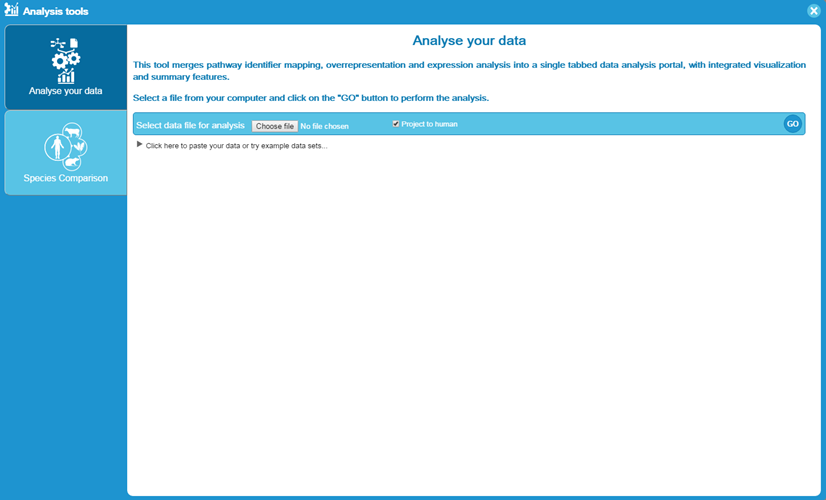 Analysis tools
Analyse your data
Species Comparison
Analyse your data
This tool merges pathway identifier mapping, overrepresentation and expression analysis into a single tabbed data analysis portal, with integrated visualization
and summary features.
Select a file from your computer and click on the "GO" button to perform the analysis.
Select data file for analysis Choose file No file chosen Project to human GO
Click here to paste your data or try example data sets...